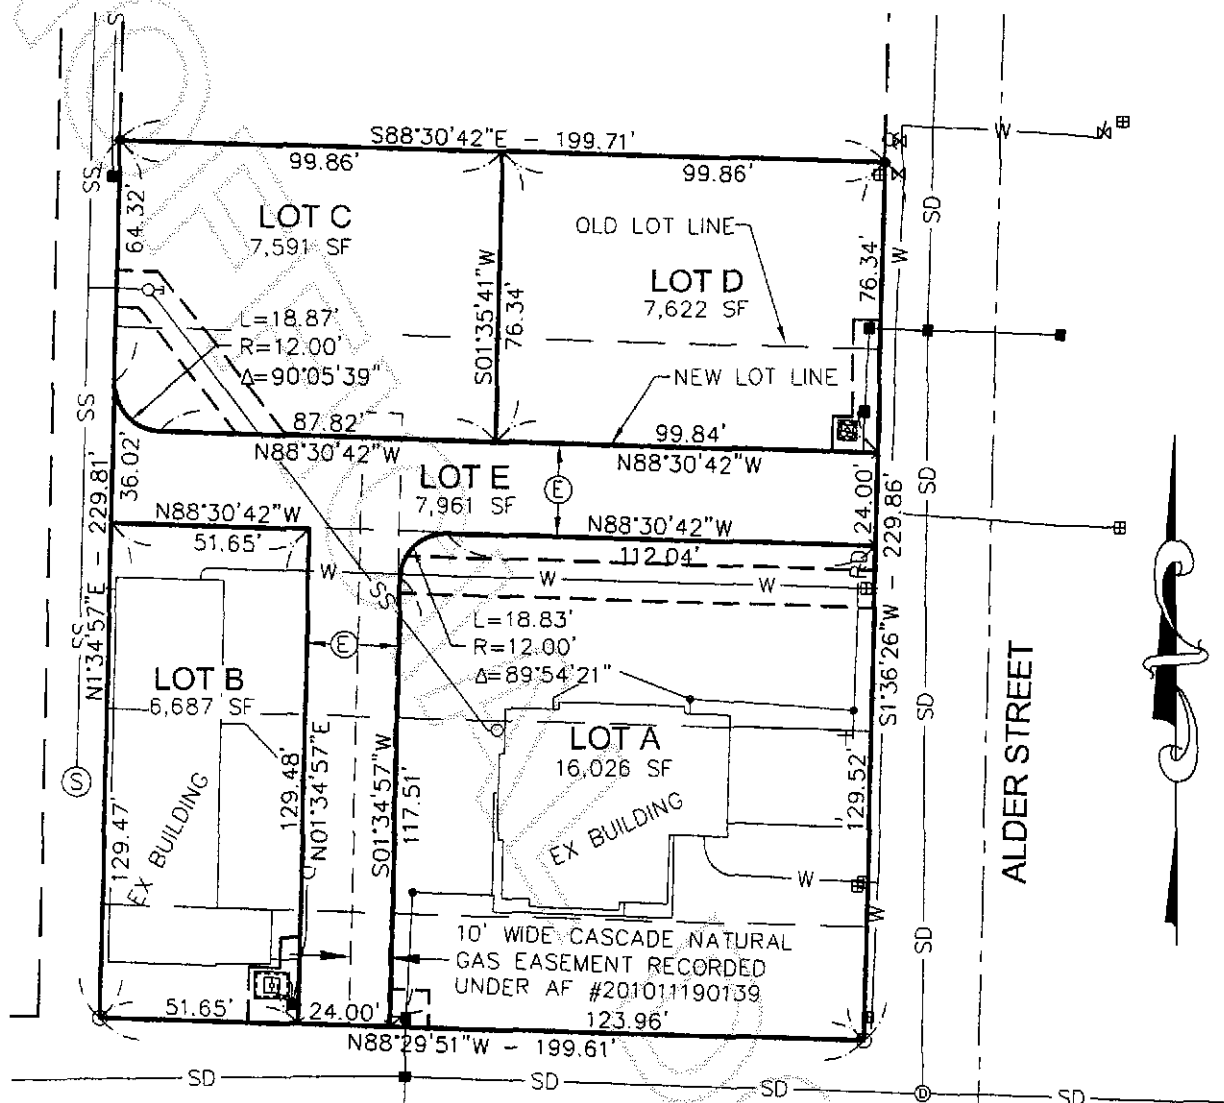 S88°30'42"E - 199.71'
99.86'
99.86'
W
SS
64.32'
LOT C
7,591 SF
SD
OLD LOT LINE
W
LOT D
7,622 SF
76.34'
S01°35'41"W
76.34'
L=18.87'
R=12.00'
Δ=90°05'39"
NEW LOT LINE
SS
87.82'
99.84'
N88°30'42"W
N88°30'42"W
36.02'
LOT E
7,961 SF
E
24.00'
SD
N88°30'42"W
51.65'
N88°30'42"W
112.04'
N1°34'57"E - 229.81'
S1°36'26"W - 229.86'
W
W
W
SS
SS
L=18.83'
R=12.00'
Δ=89°54'21"
E
LOT B
6,687 SF
LOT A
16,026 SF
SD
ALDER STREET
S
129.48'
N01°34'57"E
S01°34'57"W
117.51'
129.52'
129.47'
EX BUILDING
EX BUILDING
W
W
10' WIDE CASCADE NATURAL
GAS EASEMENT RECORDED
UNDER AF #201011190139
SD
51.65'
24.00'
123.96'
N88°29'51"W - 199.61'
SD
SD
SD
D
SD